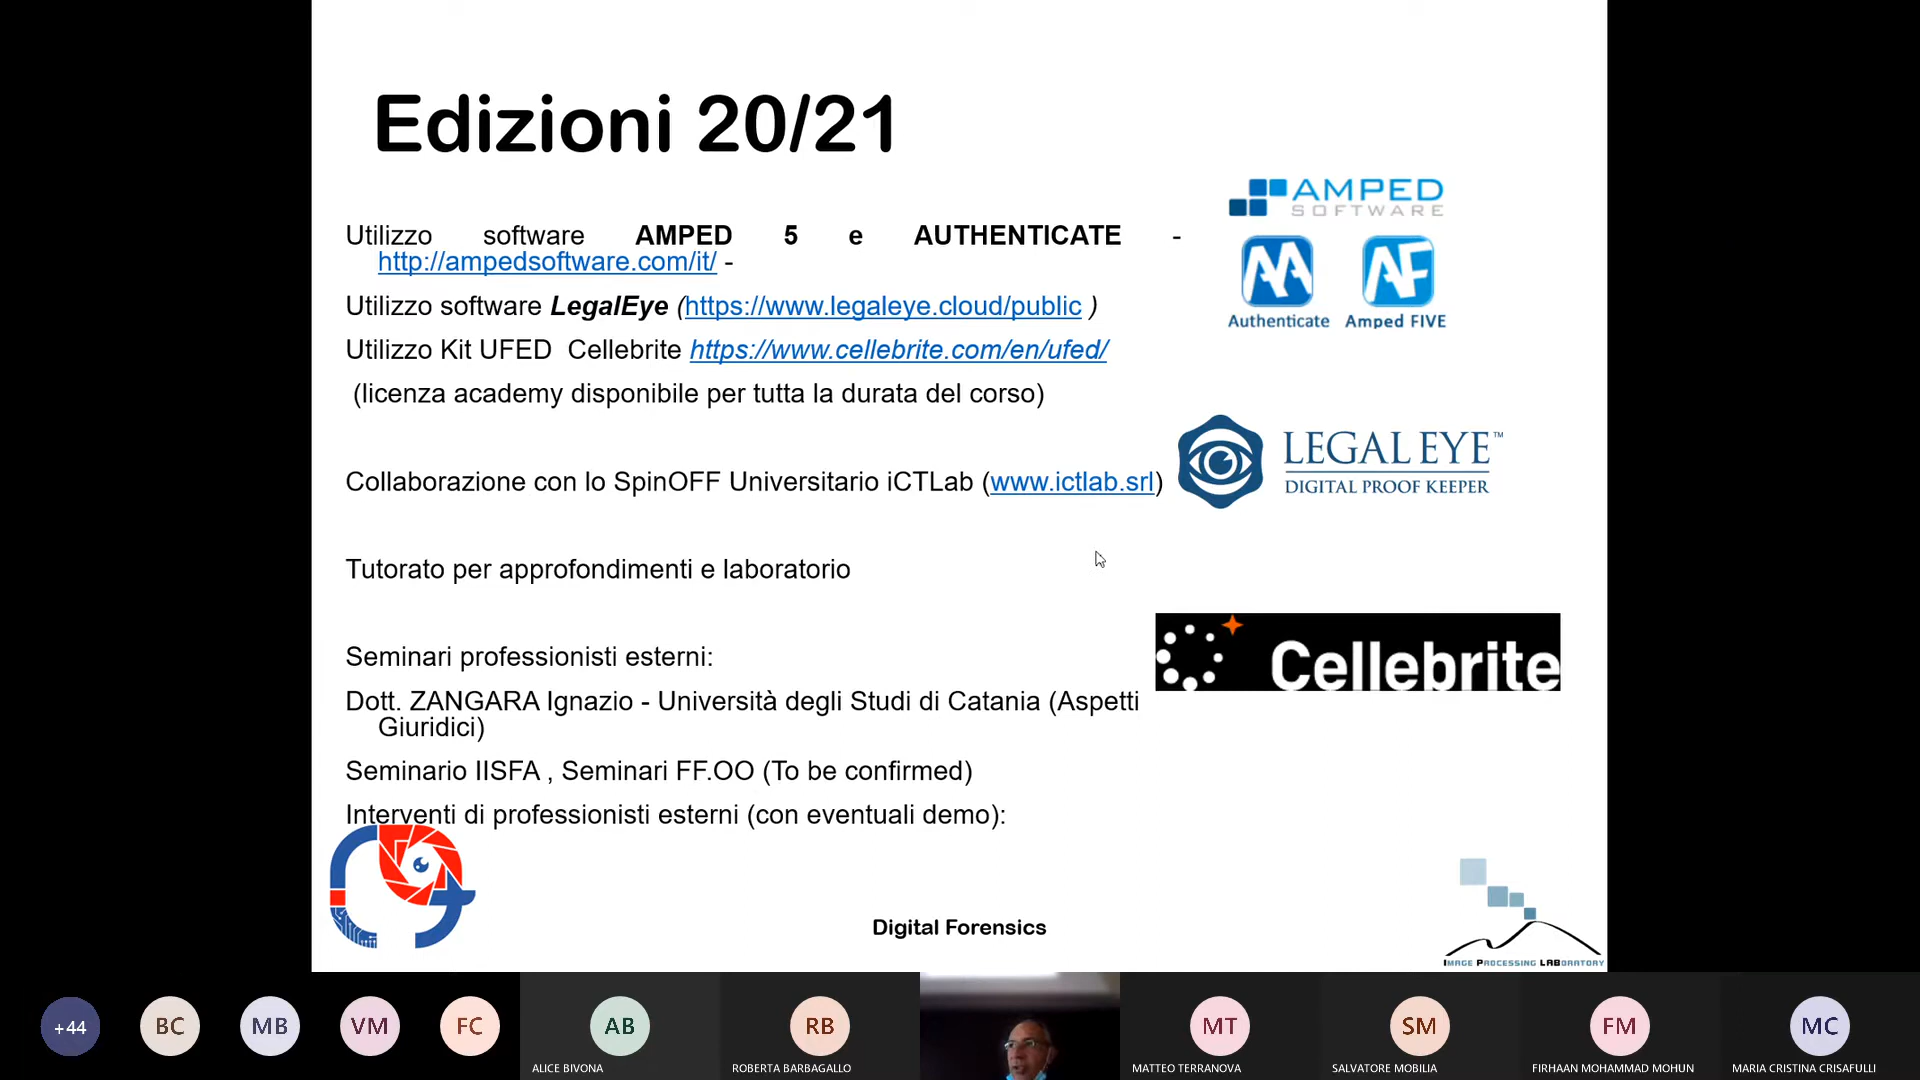 Edizioni 20/21
Utilizzo software AMPED 5 e AUTHENTICATE -
http://ampedsoftware.com/it/ -
Utilizzo software LegalEye (https://www.legaleye.cloud/public )
Utilizzo Kit UFED Cellebrite https://www.cellebrite.com/en/ufed/
(licenza academy disponibile per tutta la durata del corso)
Collaborazione con lo SpinOFF Universitario iCTLab (www.ictlab.srl)
Tutorato per approfondimenti e laboratorio
Seminari professionisti esterni:
Dott. ZANGARA Ignazio - Università degli Studi di Catania (Aspetti
Giuridici)
Seminario IISFA , Seminari FF.OO (To be confirmed)
Interventi di professionisti esterni (con eventuali demo):
AMPED
SOFTWARE
Authenticate Amped FIVE
LEGAL EYE™
DIGITAL PROOF KEEPER
Cellebrite
Digital Forensics
IMAGE PROCESSING LABORATORY
+44 BC MB VM FC AB RB MT SM FM MC
ALICE BIVONA ROBERTA BARBAGALLO MATTEO TERRANOVA SALVATORE MOBILIA FIRHAAN MOHAMMAD MOHUN MARIA CRISTINA CRISAFULLI